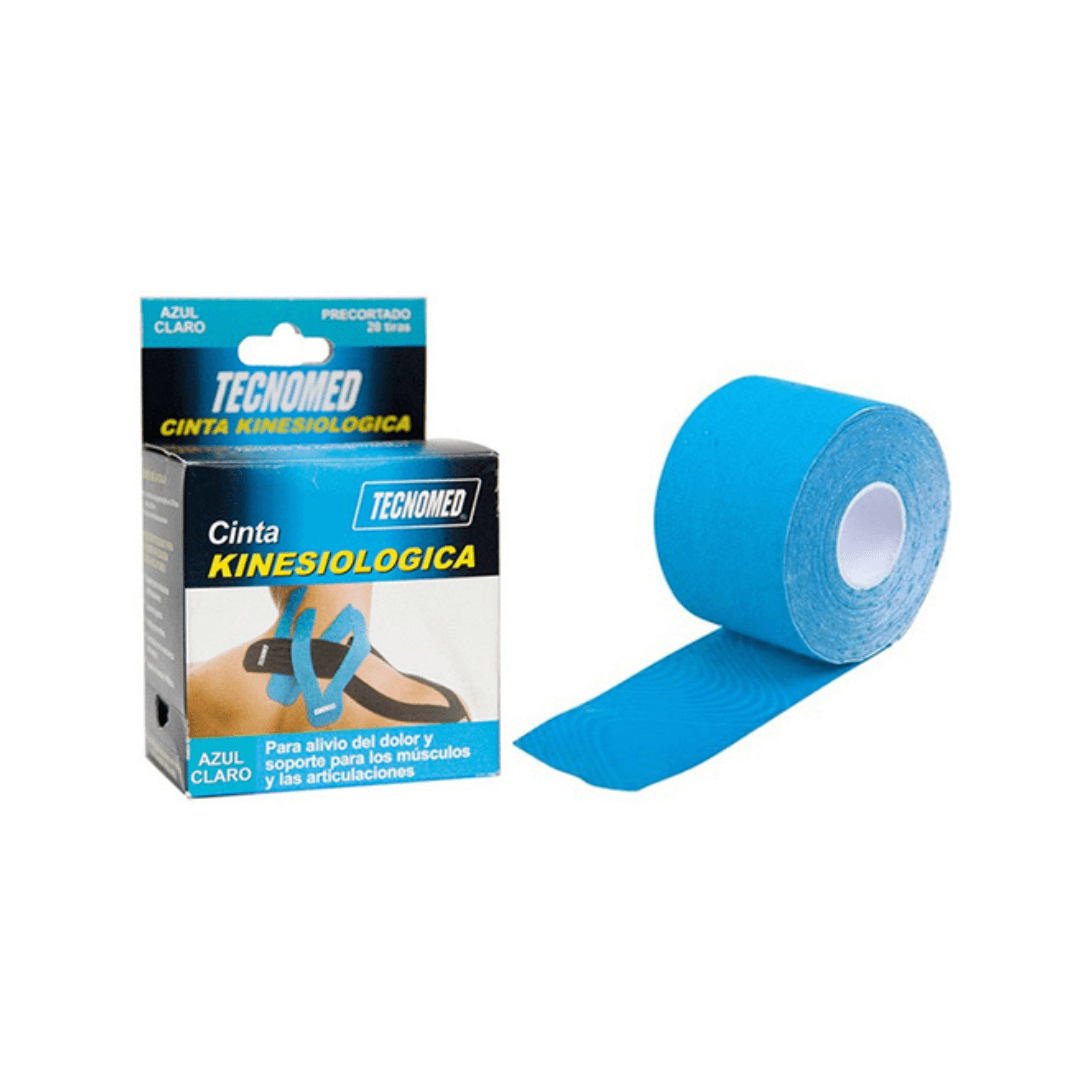 AZUL
CLARO
PRECORTADO
20 tiras
TECNOMED
CINTA KINESIOLOGICA
TECNOMED
Cinta
KINESIOLOGICA
TECNOMED
AZUL
CLARO
Para alivio del dolor y
soporte para los músculos
y las articulaciones